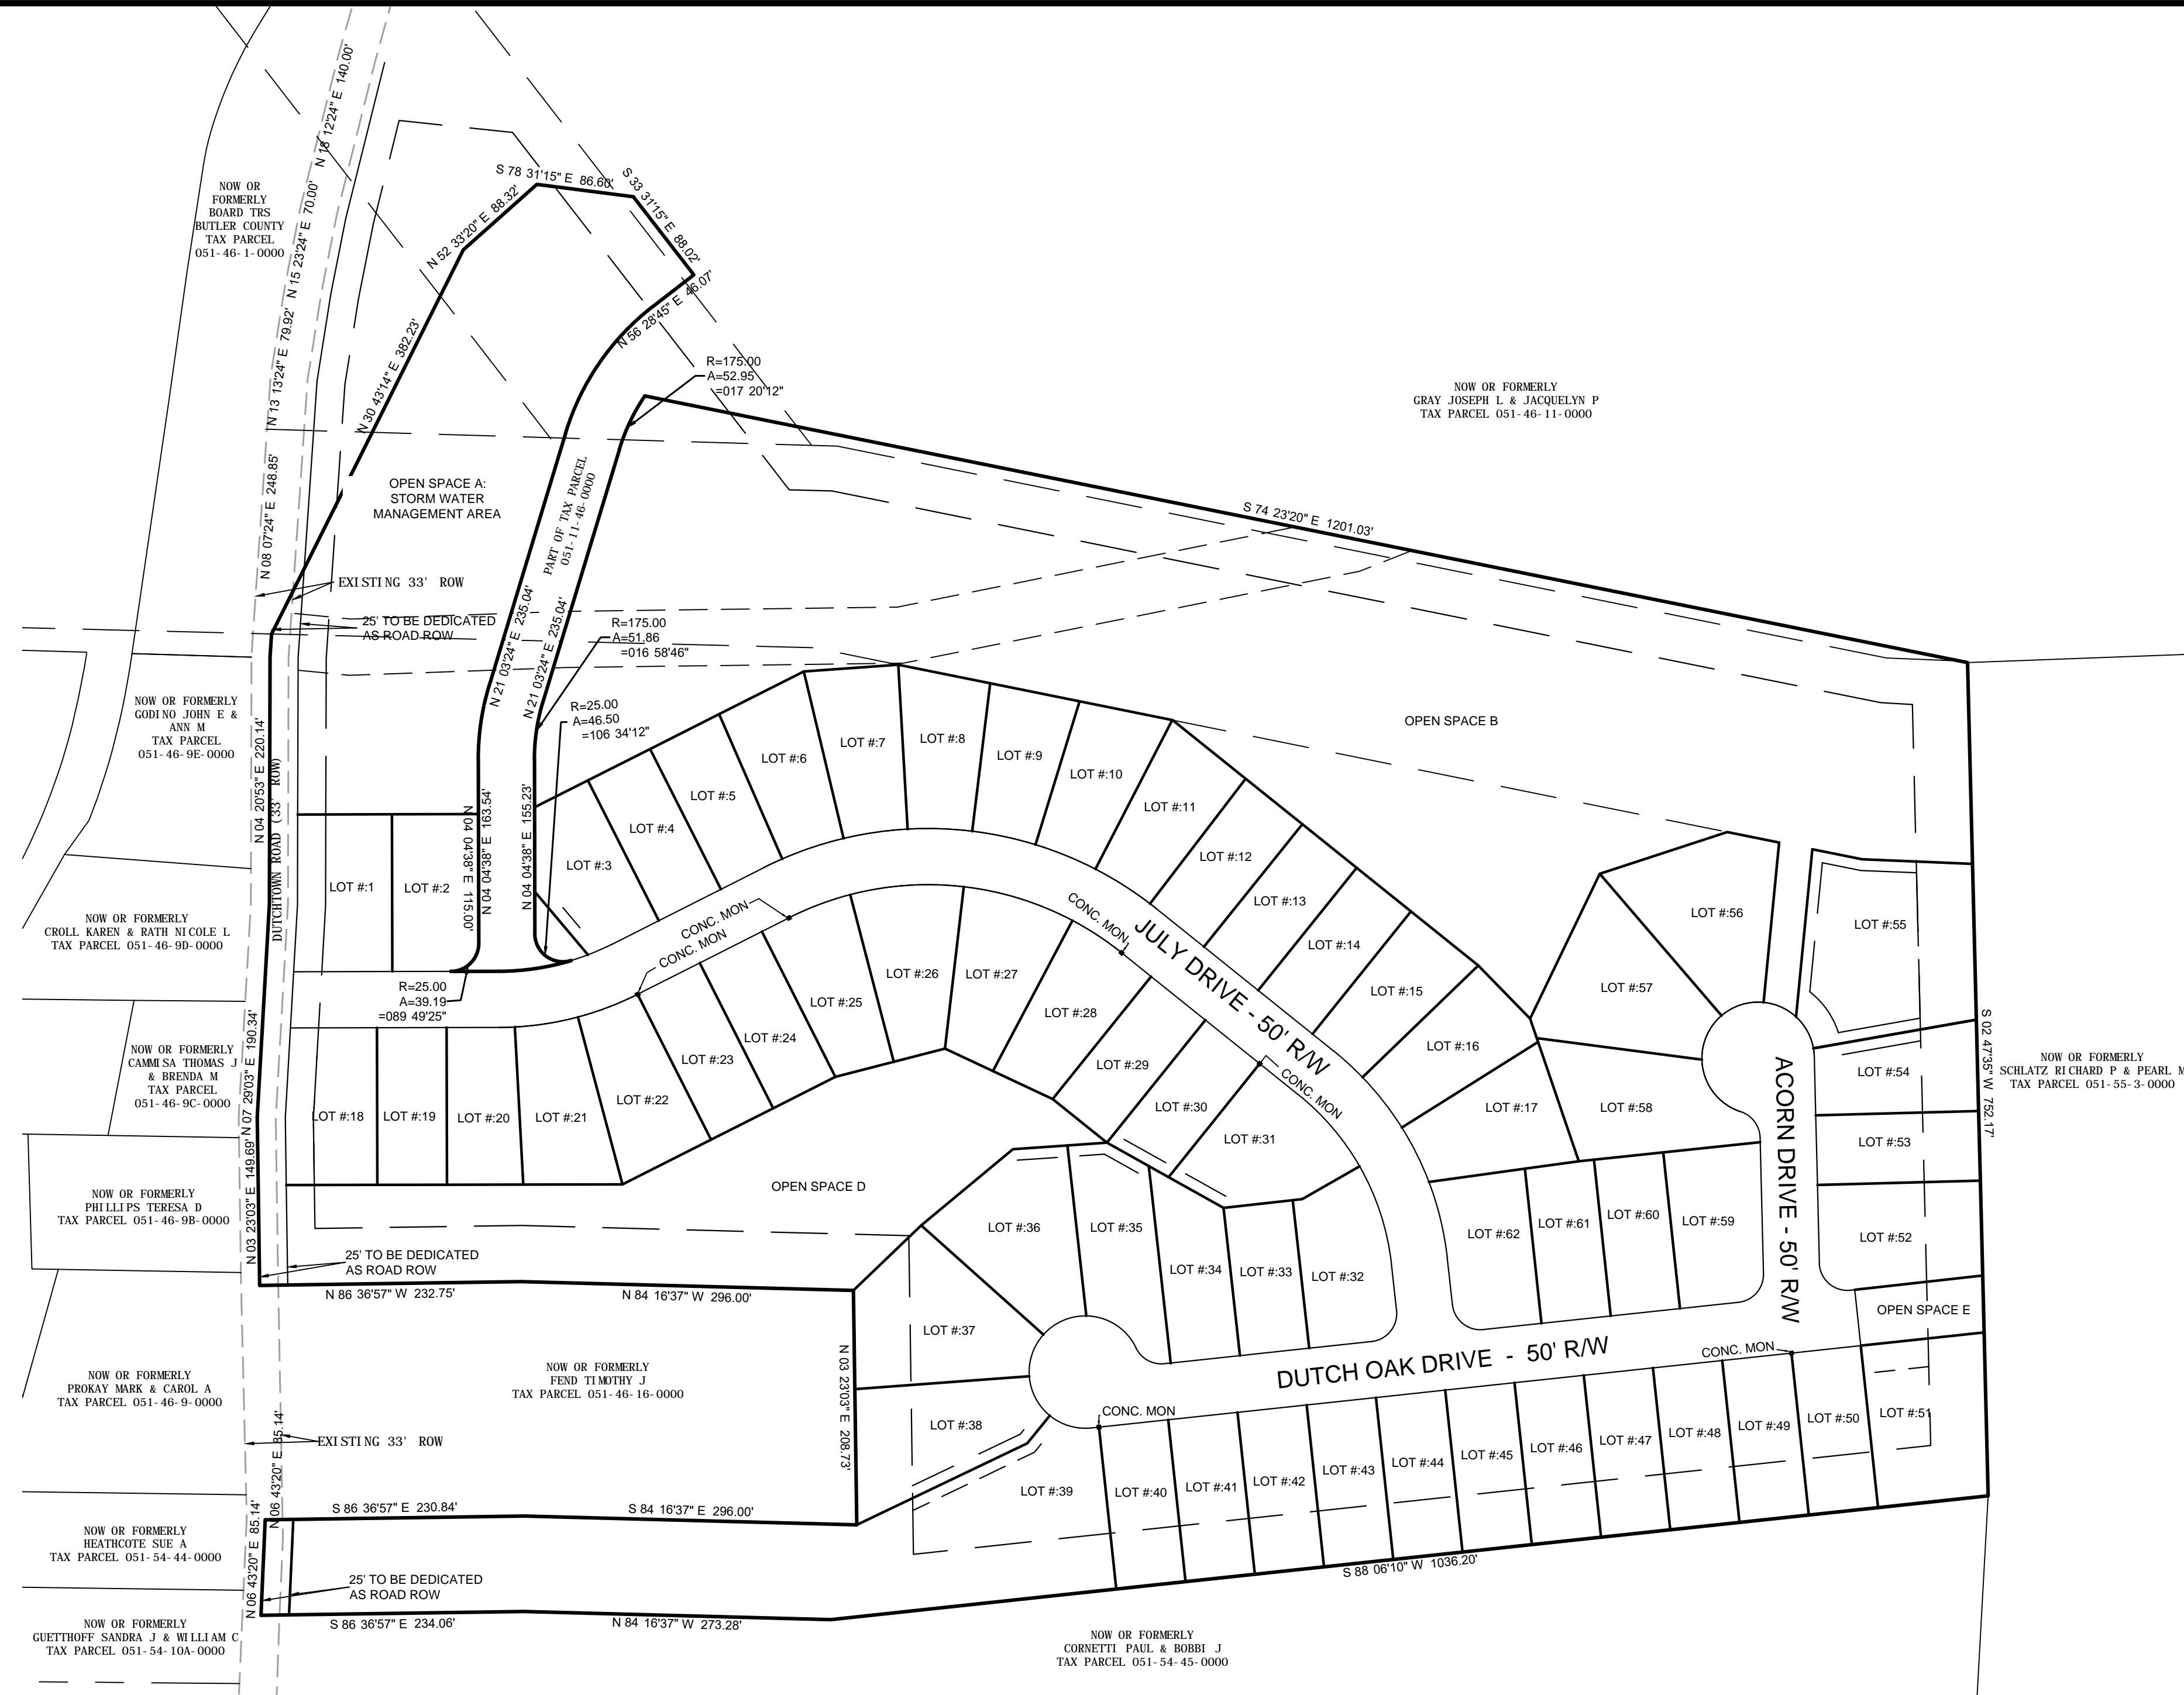 N 18 12'24" E 140.00'
N 15 23'24" E 70.00'
N 13 13'24" E 79.92'
N 08 07'24" E 248.85'
NOW OR
FORMERLY
BOARD TRS
BUTLER COUNTY
TAX PARCEL
051-46-1-0000
S 78 31'15" E 86.60'
S 33 31'15" E 88.02'
N 52 33'20" E 88.32'
N 56 28'45" E 46.07'
N 30 43'14" E 382.23'
R=175.00
A=52.95
=017 20'12"
NOW OR FORMERLY
GRAY JOSEPH L & JACQUELYN P
TAX PARCEL 051-46-11-0000
OPEN SPACE A:
STORM WATER
MANAGEMENT AREA
PART OF TAX PARCEL
051-11-46-0000
S 74 23'20" E 1201.03'
EXISTING 33' ROW
25' TO BE DEDICATED
AS ROAD ROW
N 21 03'24" E 235.04'
N 21 03'24" E 235.04'
R=175.00
A=51.86
=016 58'46"
R=25.00
A=46.50
=106 34'12"
NOW OR FORMERLY
GODINO JOHN E &
ANN M
TAX PARCEL
051-46-9E-0000
N 04 20'53" E 220.14'
DUTCHTOWN ROAD (33' ROW)
OPEN SPACE B
N 04 04'38" E 115.00'
N 04 04'38" E 163.54'
N 04 04'38" E 155.23'
LOT #:1
LOT #:2
LOT #:3
LOT #:4
LOT #:5
LOT #:6
LOT #:7
LOT #:8
LOT #:9
LOT #:10
LOT #:11
LOT #:12
LOT #:13
LOT #:14
LOT #:15
LOT #:16
LOT #:17
NOW OR FORMERLY
CROLL KAREN & RATH NICOLE L
TAX PARCEL 051-46-9D-0000
CONC. MON
CONC. MON
CONC. MON
CONC. MON
JULY DRIVE - 50' R/W
R=25.00
A=39.19
=089 49'25"
LOT #:18
LOT #:19
LOT #:20
LOT #:21
LOT #:22
LOT #:23
LOT #:24
LOT #:25
LOT #:26
LOT #:27
LOT #:28
LOT #:29
LOT #:30
LOT #:31
LOT #:56
LOT #:55
LOT #:57
LOT #:58
LOT #:54
LOT #:53
LOT #:52
ACORN DRIVE - 50' R/W
S 02 47'35" W 752.17'
NOW OR FORMERLY
SCHLATZ RICHARD P & PEARL M
TAX PARCEL 051-55-3-0000
NOW OR FORMERLY
CAMMISA THOMAS J
& BRENDA M
TAX PARCEL
051-46-9C-0000
N 07 29'03" E 190.34'
N 03 23'03" E 149.69'
NOW OR FORMERLY
PHILLIPS TERESA D
TAX PARCEL 051-46-9B-0000
OPEN SPACE D
25' TO BE DEDICATED
AS ROAD ROW
N 86 36'57" W 232.75'
N 84 16'37" W 296.00'
LOT #:36
LOT #:35
LOT #:34
LOT #:33
LOT #:32
LOT #:62
LOT #:61
LOT #:60
LOT #:59
OPEN SPACE E
LOT #:37
LOT #:38
N 03 23'03" E 208.73'
DUTCH OAK DRIVE - 50' R/W
CONC. MON
CONC. MON
NOW OR FORMERLY
PROKAY MARK & CAROL A
TAX PARCEL 051-46-9-0000
NOW OR FORMERLY
FEND TIMOTHY J
TAX PARCEL 051-46-16-0000
EXISTING 33' ROW
N 06 43'20" E 85.14'
N 06 43'20" E 85.14'
S 86 36'57" E 230.84'
S 84 16'37" E 296.00'
LOT #:39
LOT #:40
LOT #:41
LOT #:42
LOT #:43
LOT #:44
LOT #:45
LOT #:46
LOT #:47
LOT #:48
LOT #:49
LOT #:50
LOT #:51
NOW OR FORMERLY
HEATHCOTE SUE A
TAX PARCEL 051-54-44-0000
25' TO BE DEDICATED
AS ROAD ROW
S 88 06'10" W 1036.20'
S 86 36'57" E 234.06'
N 84 16'37" W 273.28'
NOW OR FORMERLY
GUETTHOFF SANDRA J & WILLIAM C
TAX PARCEL 051-54-10A-0000
NOW OR FORMERLY
CORNETTI PAUL & BOBBI J
TAX PARCEL 051-54-45-0000